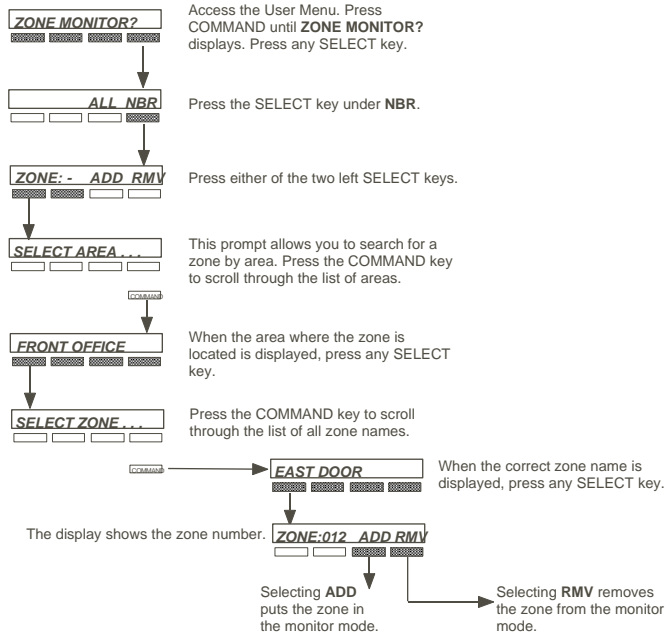 ZONE MONITOR?
Access the User Menu. Press
COMMAND until ZONE MONITOR?
displays. Press any SELECT key.
ALL NBR
Press the SELECT key under NBR.
ZONE: - ADD RMV
Press either of the two left SELECT keys.
SELECT AREA . . .
This prompt allows you to search for a
zone by area. Press the COMMAND key
to scroll through the list of areas.
COMMAND
FRONT OFFICE
When the area where the zone is
located is displayed, press any SELECT
key.
SELECT ZONE . . .
Press the COMMAND key to scroll
through the list of all zone names.
COMMAND
EAST DOOR
When the correct zone name is
displayed, press any SELECT key.
The display shows the zone number.
ZONE:012 ADD RMV
Selecting ADD
puts the zone in
the monitor mode.
Selecting RMV removes
the zone from the monitor
mode.